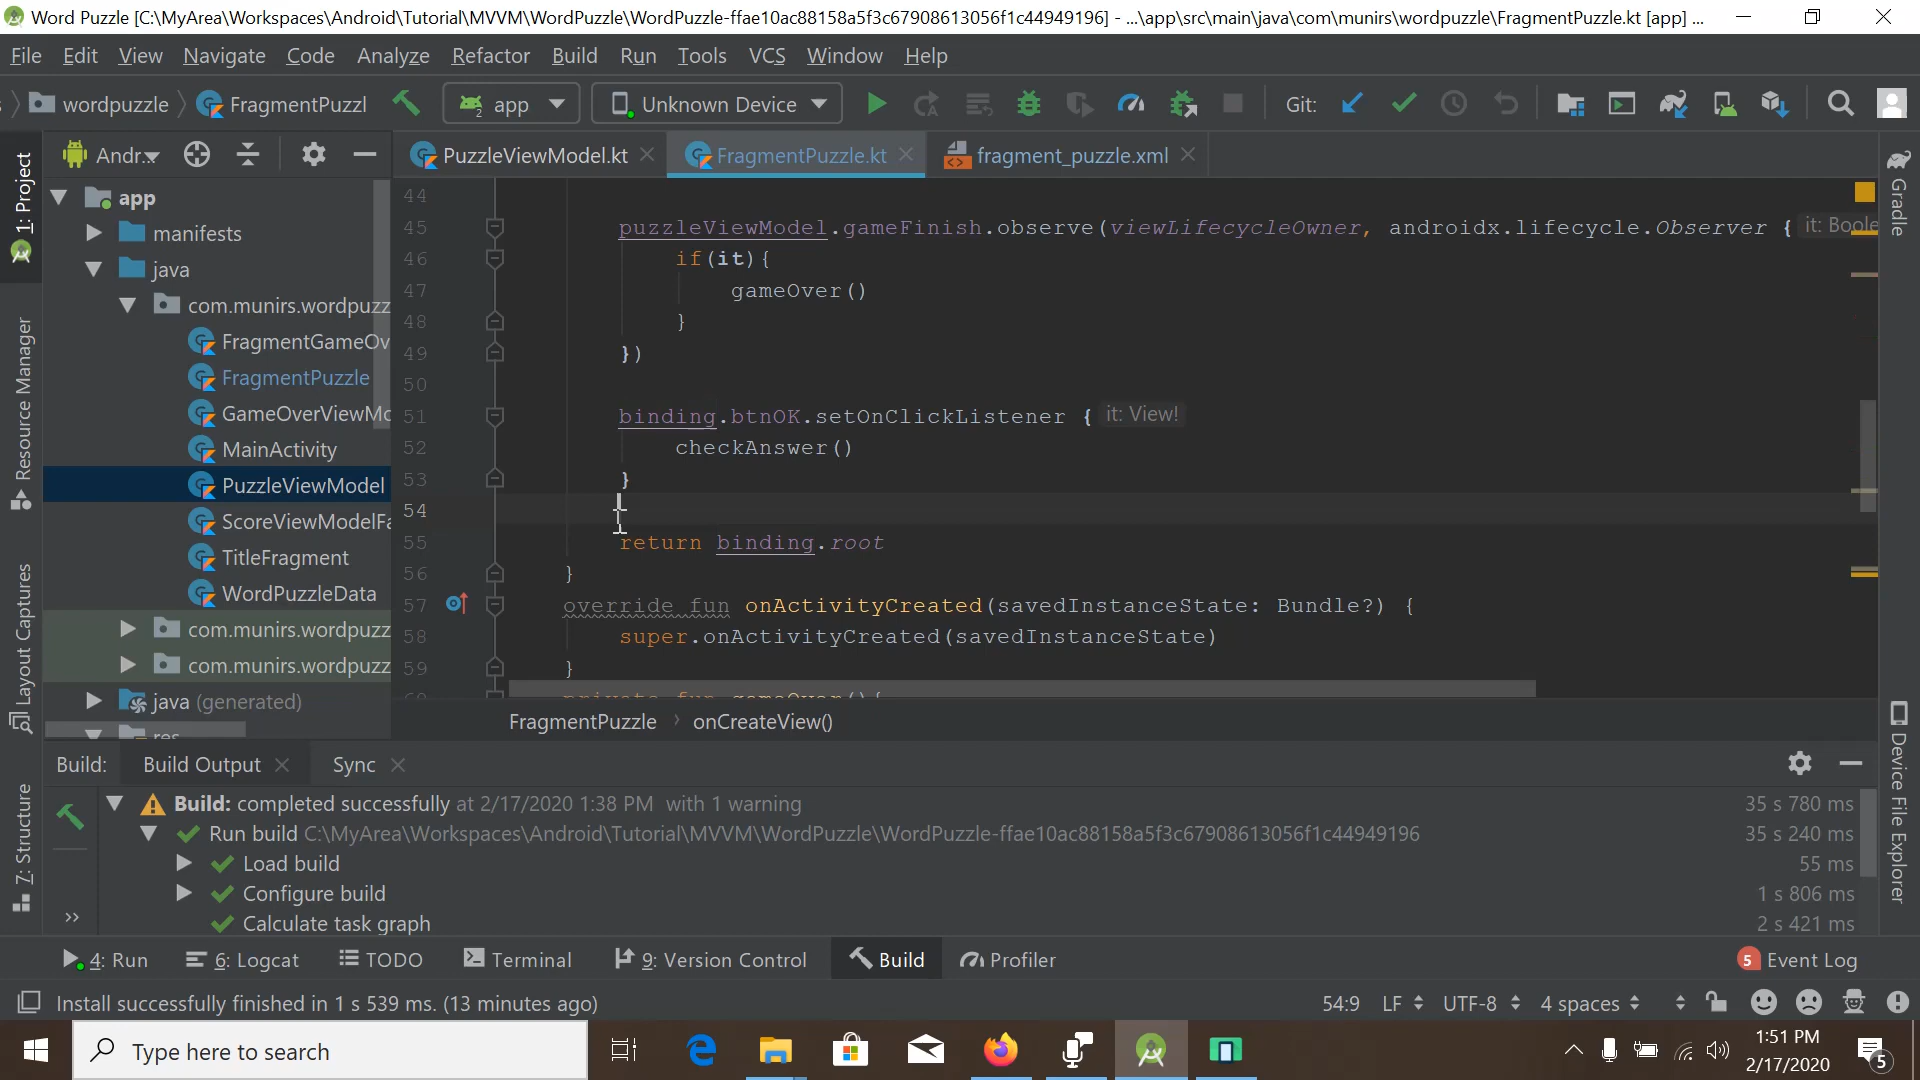 Word Puzzle [C:\MyArea\Workspaces\Android\Tutorial\MVVM\WordPuzzle\WordPuzzle-ffae10ac88158a5f3c67908613056f1c44949196] - ...\app\src\main\java\com\munirs\wordpuzzle\FragmentPuzzle.kt [app] ...
File Edit View Navigate Code Analyze Refactor Build Run Tools VCS Window Help
wordpuzzle FragmentPuzzl app Unknown Device Git:
Andr... PuzzleViewModel.kt FragmentPuzzle.kt fragment_puzzle.xml
1: Project
Resource Manager
Layout Captures
7: Structure
app
manifests
java
com.munirs.wordpuzz
FragmentGameOv
FragmentPuzzle
GameOverViewMo
MainActivity
PuzzleViewModel
ScoreViewModelFa
TitleFragment
WordPuzzleData
com.munirs.wordpuzz
com.munirs.wordpuzz
java (generated)
res
44
45 puzzleViewModel.gameFinish.observe(viewLifecycleOwner, androidx.lifecycle.Observer { it: Boole
46 if(it){
47 gameOver()
48 }
49 })
50
51 binding.btnOK.setOnClickListener { it: View!
52 checkAnswer()
53 }
54
55 return binding.root
56 }
57 override fun onActivityCreated(savedInstanceState: Bundle?) {
58 super.onActivityCreated(savedInstanceState)
59 }
60 private fun gameOver(){
FragmentPuzzle › onCreateView()
Gradle
Device File Explorer
Build: Build Output Sync
Build: completed successfully at 2/17/2020 1:38 PM with 1 warning 35 s 780 ms
Run build C:\MyArea\Workspaces\Android\Tutorial\MVVM\WordPuzzle\WordPuzzle-ffae10ac88158a5f3c67908613056f1c44949196 35 s 240 ms
Load build 55 ms
Configure build 1 s 806 ms
Calculate task graph 2 s 421 ms
4: Run 6: Logcat TODO Terminal 9: Version Control Build Profiler 5 Event Log
Install successfully finished in 1 s 539 ms. (13 minutes ago) 54:9 LF UTF-8 4 spaces
Type here to search
1:51 PM
2/17/2020
5